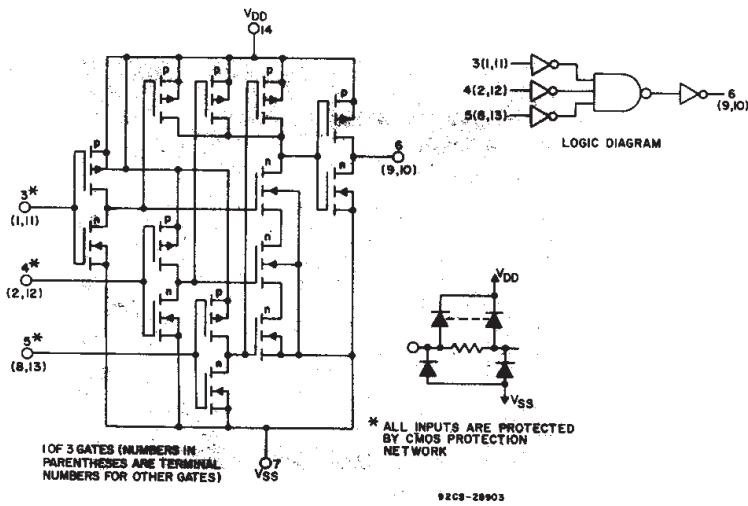 VDD
14
p
p
p
p
p
n
6
(9,10)
n
3*
(1,11)
n
p
n
4*
(2,12)
n
p
n
5*
(8,13)
n
VSS
7
1 OF 3 GATES (NUMBERS IN
PARENTHESES ARE TERMINAL
NUMBERS FOR OTHER GATES)
3(1,11)
4(2,12)
5(8,13)
6
(9,10)
LOGIC DIAGRAM
VDD
VSS
* ALL INPUTS ARE PROTECTED
BY CMOS PROTECTION
NETWORK
92CS-28903